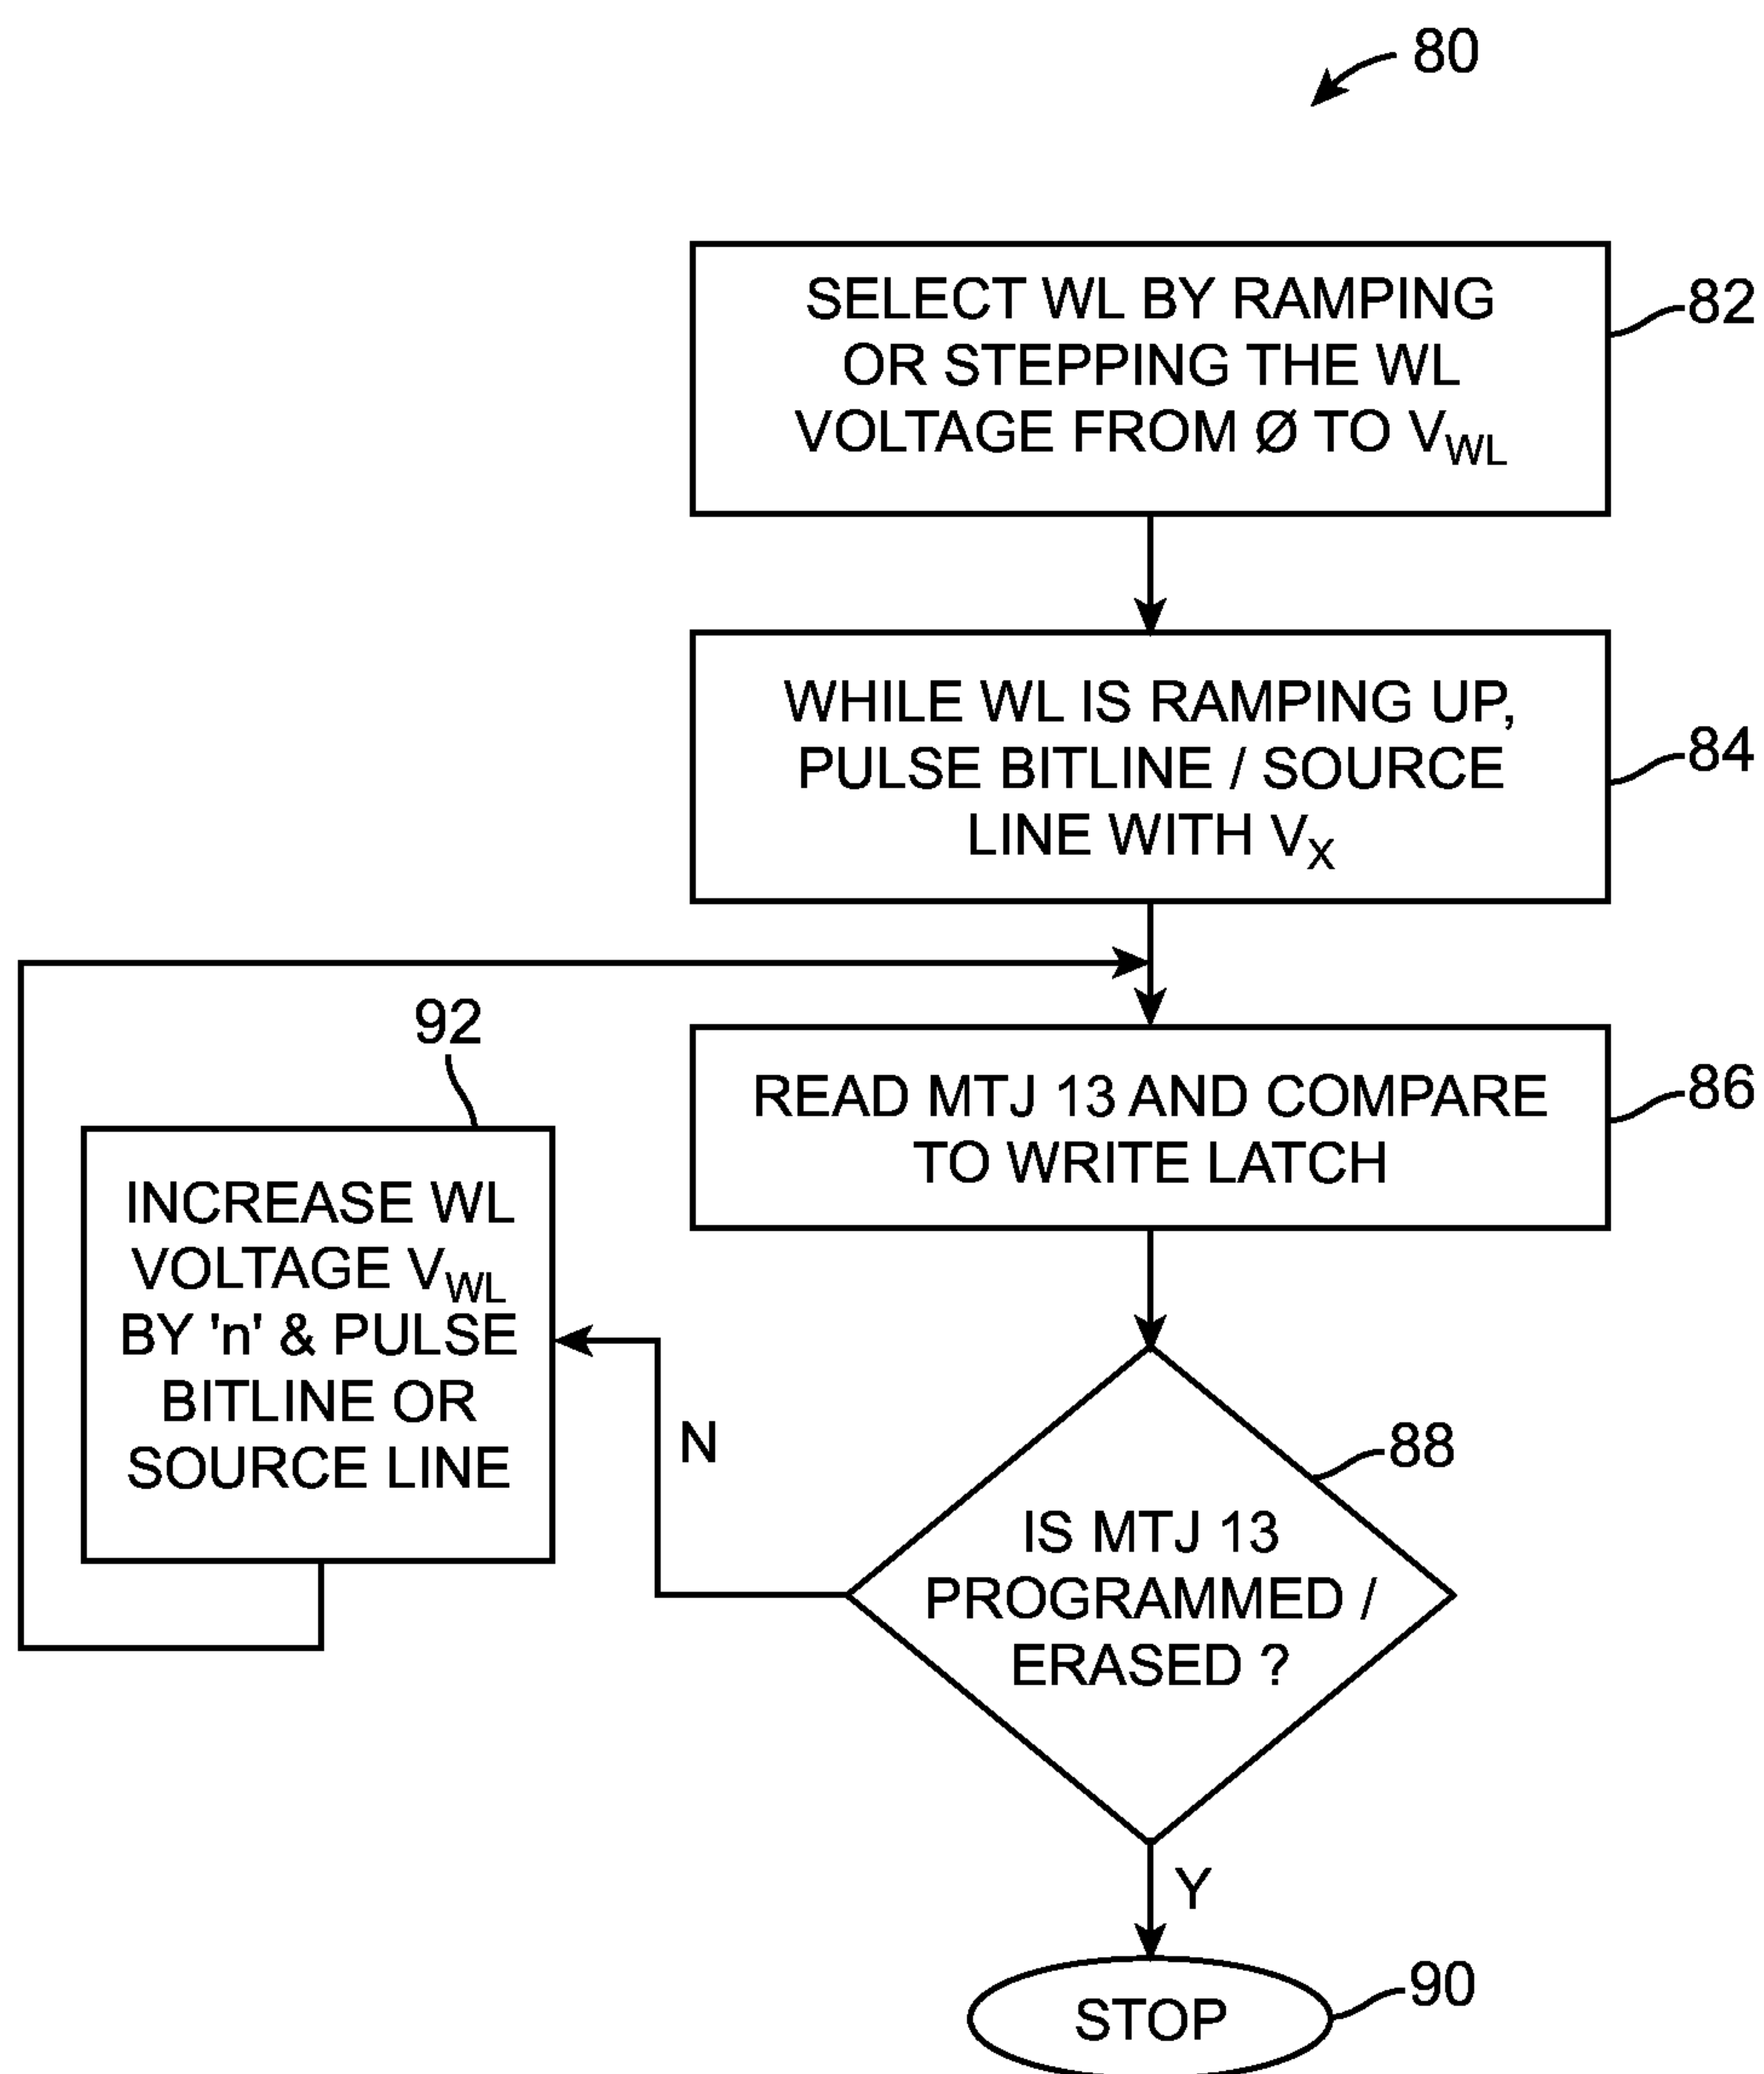 80
SELECT WL BY RAMPING
OR STEPPING THE WL
VOLTAGE FROM Ø TO VWL
82
WHILE WL IS RAMPING UP,
PULSE BITLINE / SOURCE
LINE WITH VX
84
READ MTJ 13 AND COMPARE
TO WRITE LATCH
86
92
INCREASE WL
VOLTAGE VWL
BY 'n' & PULSE
BITLINE OR
SOURCE LINE
N
88
IS MTJ 13
PROGRAMMED /
ERASED ?
Y
STOP
90